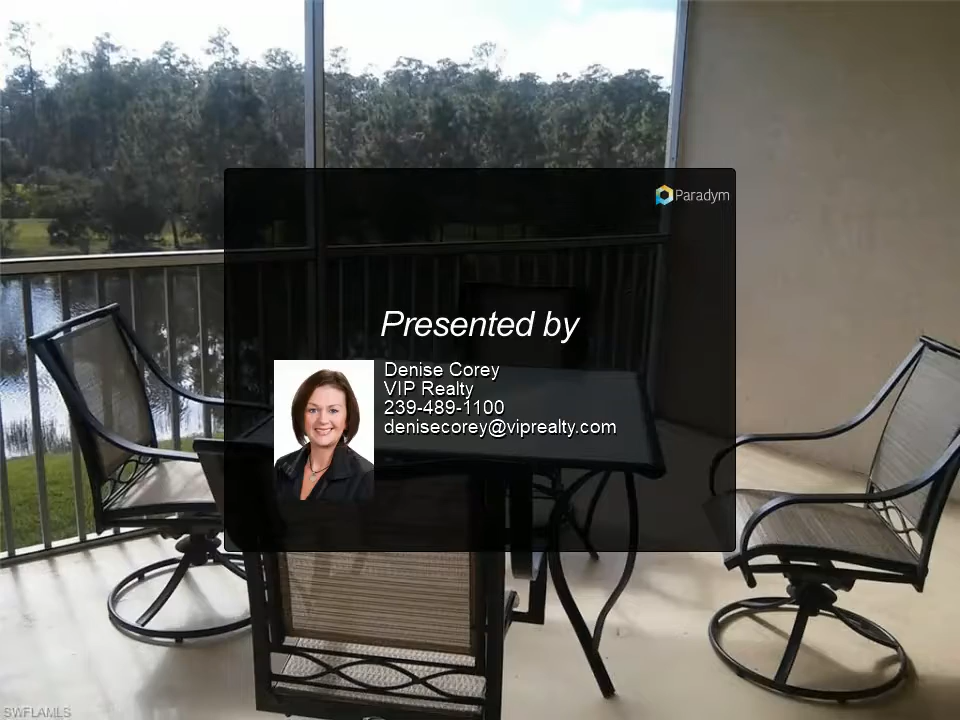 Paradym
Presented by
Denise Corey
VIP Realty
239-489-1100
denisecorey@viprealty.com
SWFLAMLS